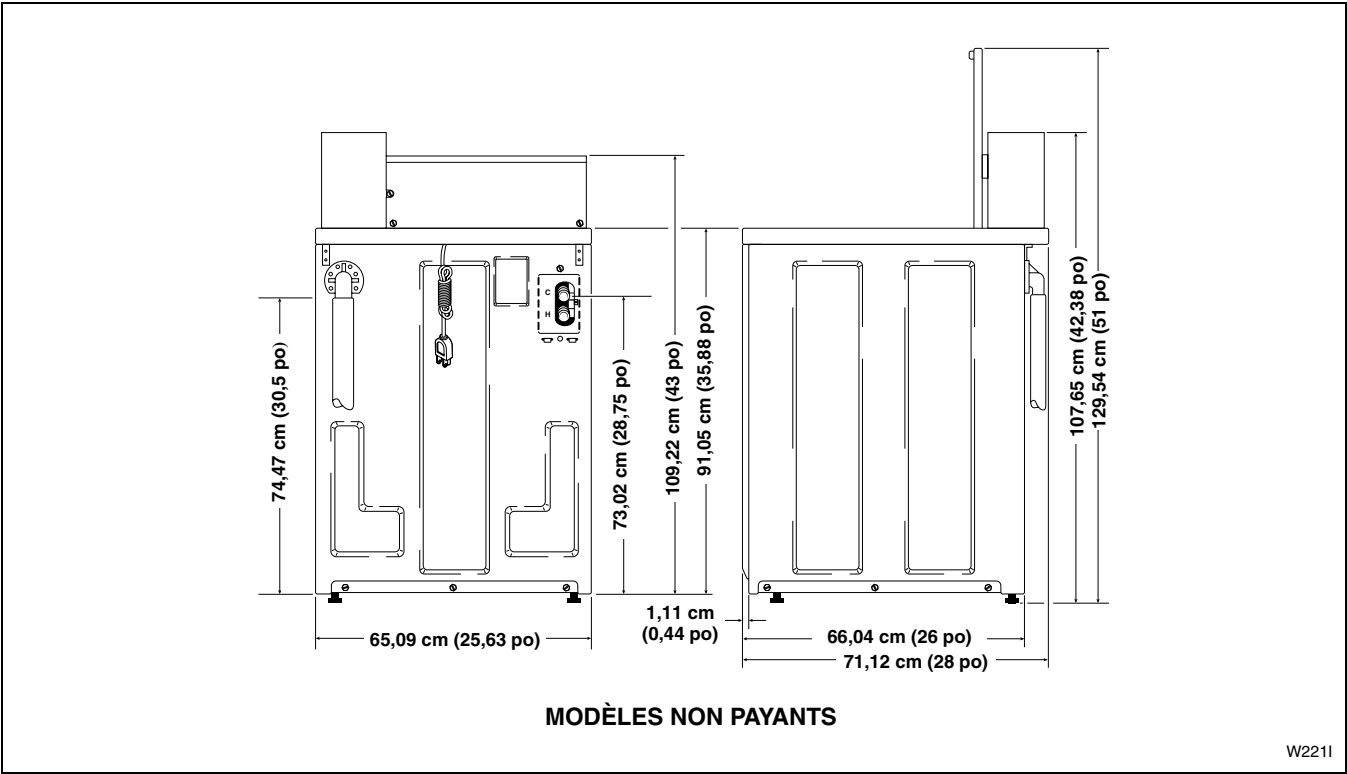 C
H
74,47 cm (30,5 po)
73,02 cm (28,75 po)
109,22 cm (43 po)
91,05 cm (35,88 po)
107,65 cm (42,38 po)
129,54 cm (51 po)
65,09 cm (25,63 po)
1,11 cm
(0,44 po)
66,04 cm (26 po)
71,12 cm (28 po)
MODÈLES NON PAYANTS
W221I